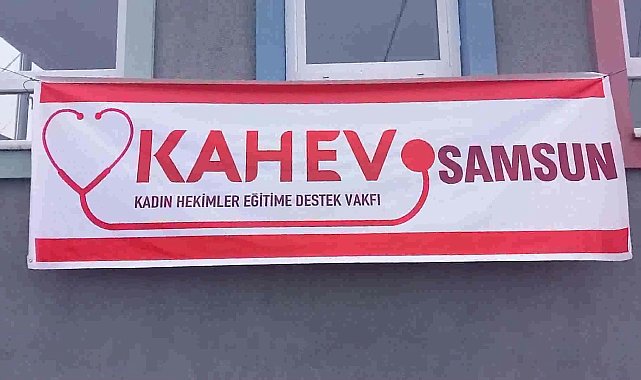 KAHEV SAMSUN
KADIN HEKİMLER EĞİTİME DESTEK VAKFI